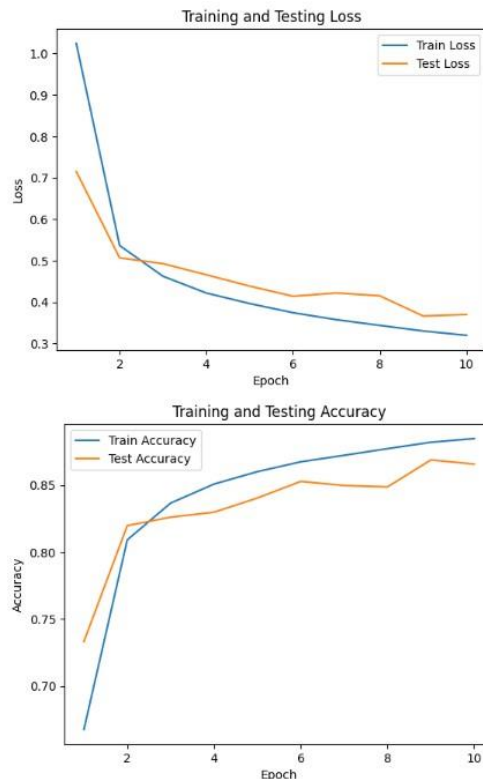 Training and Testing Loss
Train Loss
Test Loss
1.0
0.9
0.8
0.7
0.6
0.5
0.4
0.3
Loss
2 4 6 8 10
Epoch
Training and Testing Accuracy
Train Accuracy
Test Accuracy
0.85
0.80
0.75
0.70
Accuracy
2 4 6 8 10
Epoch